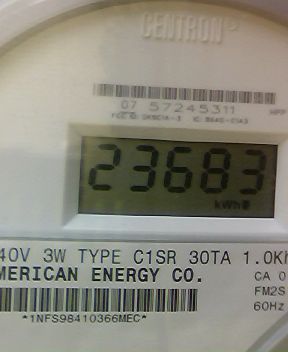 CENTRON
07 57245311
23683
kWh
40V 3W TYPE C1SR 30TA 1.0Kh
MERICAN ENERGY CO.
CA 0
FM2S
60Hz
*1NFS98410366MEC*